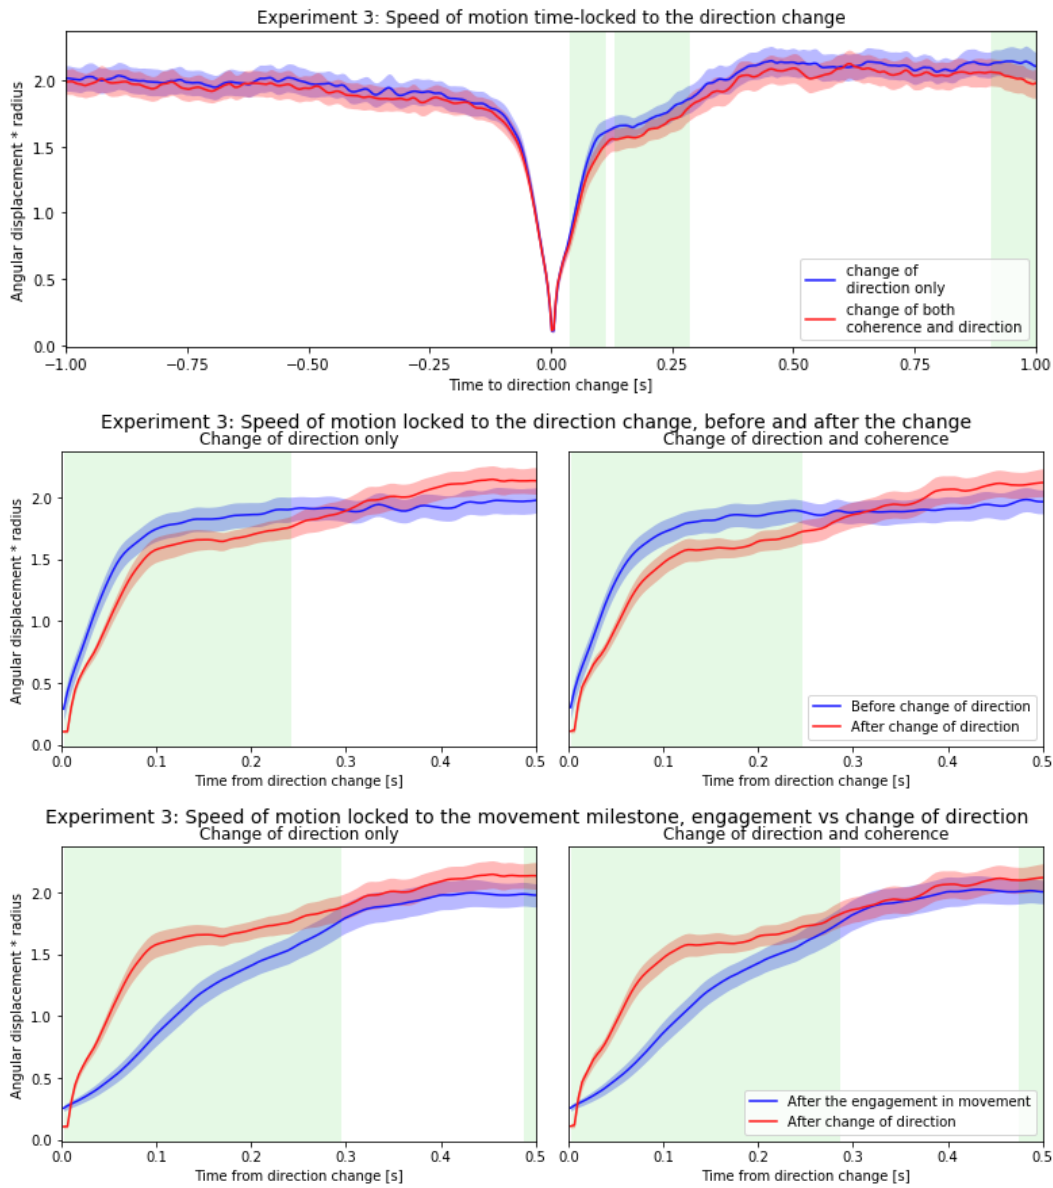 Experiment 3: Speed of motion time-locked to the direction change
Angular displacement * radius
2.0
1.5
1.0
0.5
0.0
change of
direction only
change of both
coherence and direction
−1.00 −0.75 −0.50 −0.25 0.00 0.25 0.50 0.75 1.00
Time to direction change [s]
Experiment 3: Speed of motion locked to the direction change, before and after the change
Change of direction only
Angular displacement * radius
2.0
1.5
1.0
0.5
0.0
0.0 0.1 0.2 0.3 0.4 0.5
Time from direction change [s]
Change of direction and coherence
Before change of direction
After change of direction
0.0 0.1 0.2 0.3 0.4 0.5
Time from direction change [s]
Experiment 3: Speed of motion locked to the movement milestone, engagement vs change of direction
Change of direction only
Angular displacement * radius
2.0
1.5
1.0
0.5
0.0
0.0 0.1 0.2 0.3 0.4 0.5
Time from direction change [s]
Change of direction and coherence
After the engagement in movement
After change of direction
0.0 0.1 0.2 0.3 0.4 0.5
Time from direction change [s]